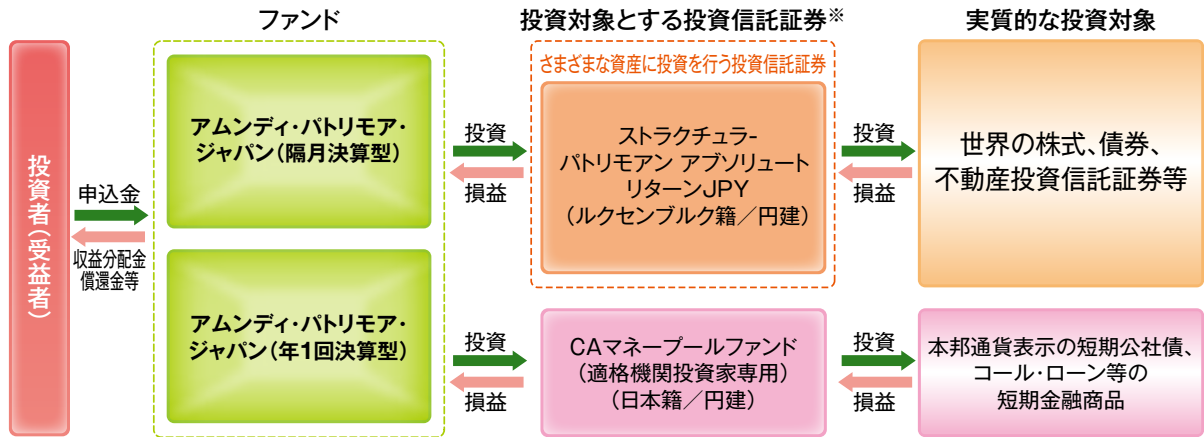 ファンド
投資対象とする投資信託証券※
実質的な投資対象
投資者(受益者)
申込金
収益分配金
償還金等
アムンディ・パトリモア・
ジャパン(隔月決算型)
アムンディ・パトリモア・
ジャパン(年1回決算型)
投資
損益
投資
損益
さまざまな資産に投資を行う投資信託証券
ストラクチュラ-
パトリモアン アブソリュート
リターンJPY
(ルクセンブルク籍/円建)
CAマネープールファンド
(適格機関投資家専用)
(日本籍/円建)
投資
損益
投資
損益
世界の株式、債券、
不動産投資信託証券等
本邦通貨表示の短期公社債、
コール・ローン等の
短期金融商品